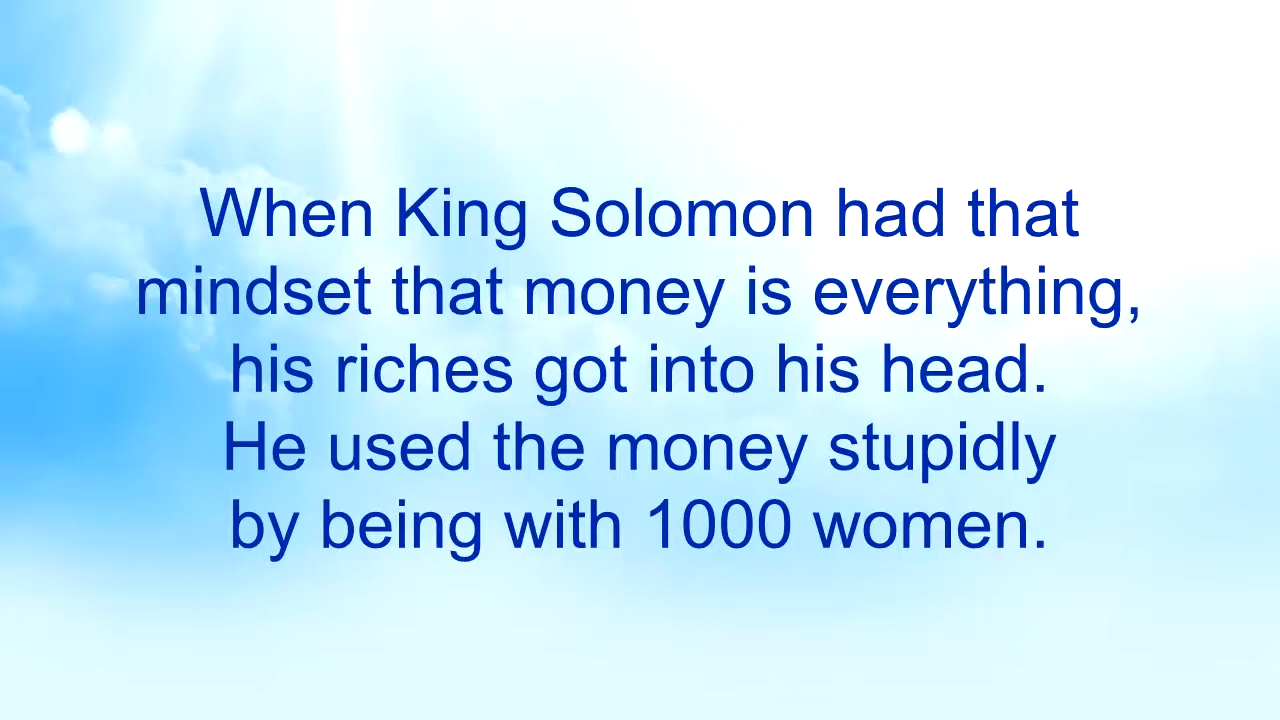 When King Solomon had that
mindset that money is everything,
his riches got into his head.
He used the money stupidly
by being with 1000 women.